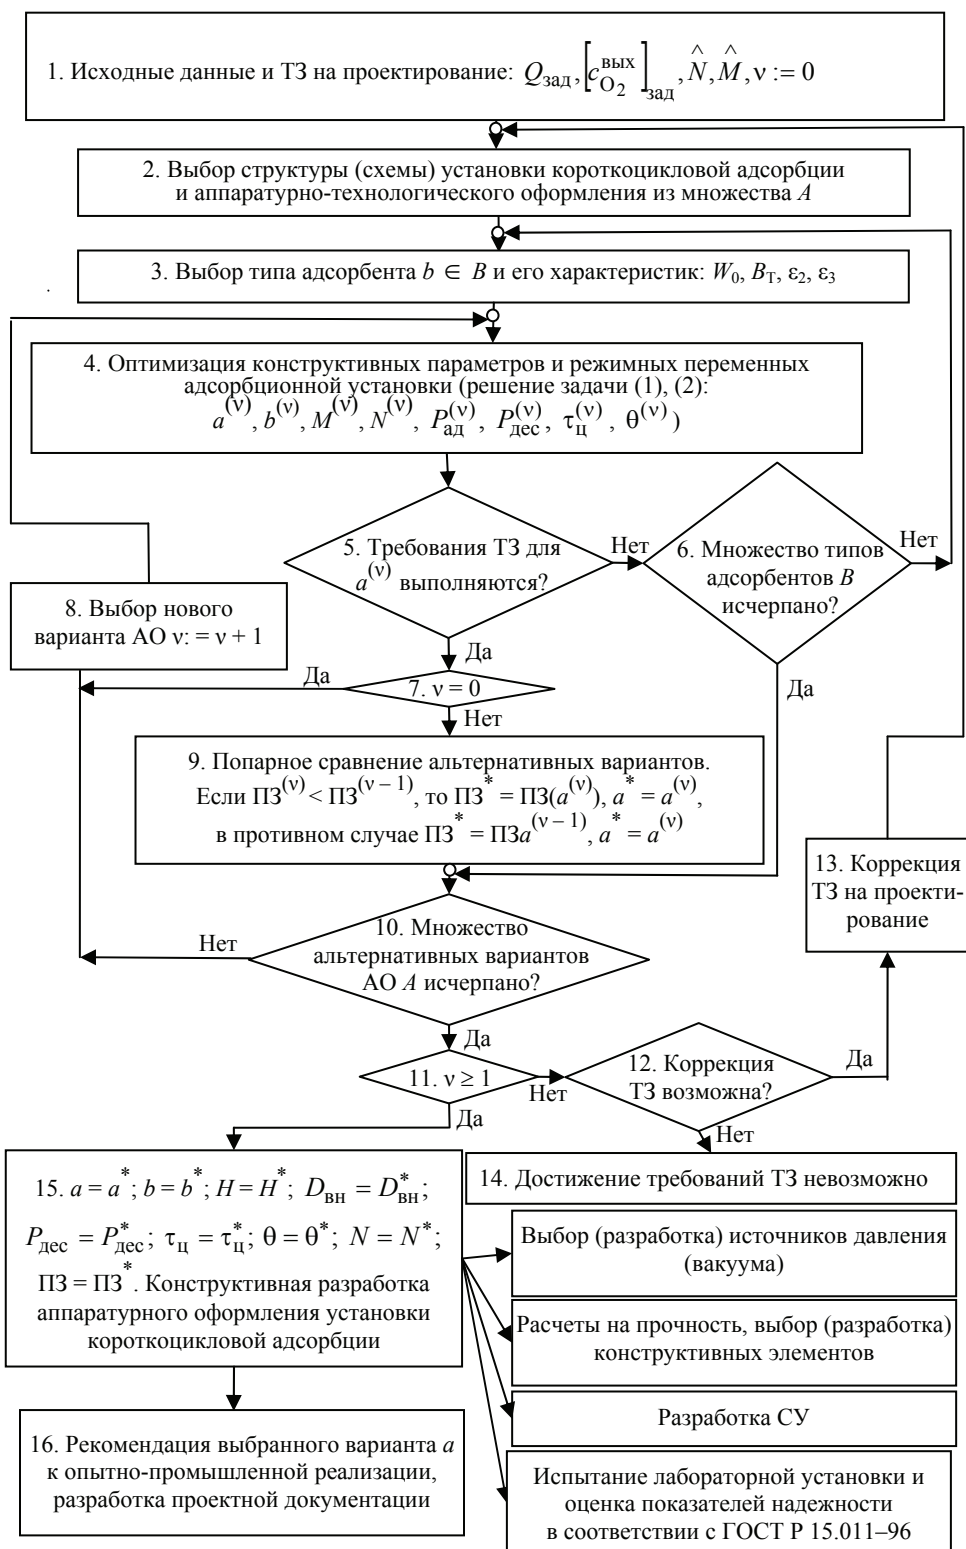 1. Исходные данные и ТЗ на проектирование: Q_зад, [c_O₂^вых]_зад, N̂, M̂, ν := 0
2. Выбор структуры (схемы) установки короткоцикловой адсорбции
и аппаратурно-технологического оформления из множества A
3. Выбор типа адсорбента b ∈ B и его характеристик: W₀, B_Т, ε₂, ε₃
4. Оптимизация конструктивных параметров и режимных переменных
адсорбционной установки (решение задачи (1), (2):
a^(ν), b^(ν), M^(ν), N^(ν), P_ад^(ν), P_дес^(ν), τ_ц^(ν), θ^(ν))
5. Требования ТЗ для
a^(ν) выполняются?
Нет
6. Множество типов
адсорбентов B
исчерпано?
Нет
8. Выбор нового
варианта АО ν: = ν + 1
Да
Да
7. ν = 0
Да
Нет
9. Попарное сравнение альтернативных вариантов.
Если ПЗ^(ν) < ПЗ^(ν – 1), то ПЗ^* = ПЗ(a^(ν)), a^* = a^(ν),
в противном случае ПЗ^* = ПЗa^(ν – 1), a^* = a^(ν)
13. Коррекция
ТЗ на проекти-
рование
10. Множество
альтернативных вариантов
АО A исчерпано?
Нет
Да
11. ν ≥ 1
Нет
12. Коррекция
ТЗ возможна?
Да
Да
Нет
14. Достижение требований ТЗ невозможно
15. a = a^*; b = b^*; H = H^*; D_вн = D_вн^*;
P_дес = P_дес^*; τ_ц = τ_ц^*; θ = θ^*; N = N^*;
ПЗ = ПЗ^*. Конструктивная разработка
аппаратурного оформления установки
короткоцикловой адсорбции
Выбор (разработка) источников давления
(вакуума)
Расчеты на прочность, выбор (разработка)
конструктивных элементов
Разработка СУ
Испытание лабораторной установки и
оценка показателей надежности
в соответствии с ГОСТ Р 15.011–96
16. Рекомендация выбранного варианта a
к опытно-промышленной реализации,
разработка проектной документации